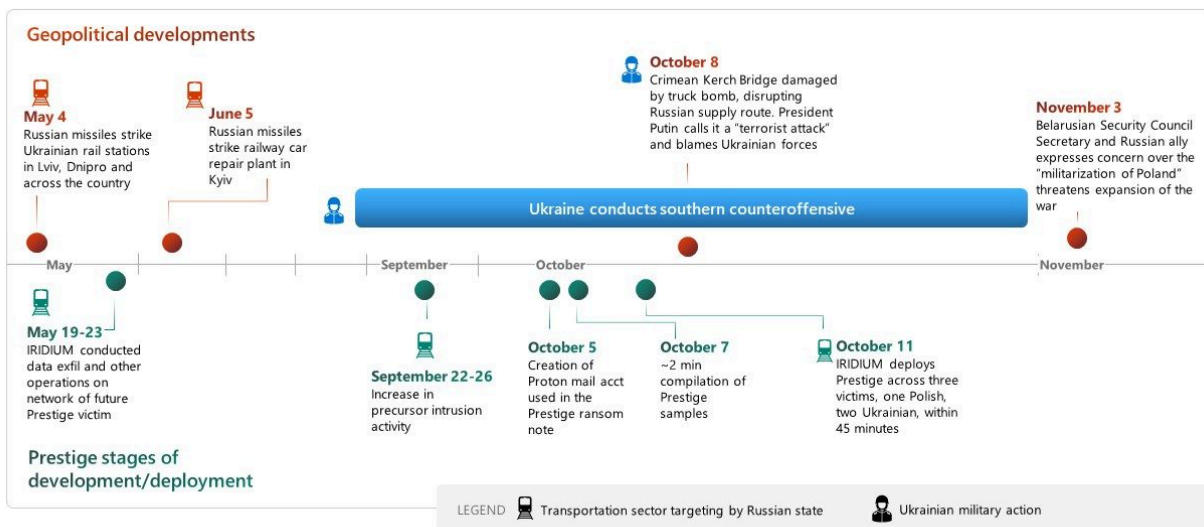 Geopolitical developments
May 4
Russian missiles strike
Ukrainian rail stations
in Lviv, Dnipro and
across the country
June 5
Russian missiles
strike railway car
repair plant in
Kyiv
October 8
Crimean Kerch Bridge damaged
by truck bomb, disrupting
Russian supply route. President
Putin calls it a "terrorist attack"
and blames Ukrainian forces
November 3
Belarusian Security Council
Secretary and Russian ally
expresses concern over the
"militarization of Poland"
threatens expansion of the
war
Ukraine conducts southern counteroffensive
May
September
October
November
May 19-23
IRIDIUM conducted
data exfil and other
operations on
network of future
Prestige victim
September 22-26
Increase in
precursor intrusion
activity
October 5
Creation of
Proton mail acct
used in the
Prestige ransom
note
October 7
~2 min
compilation of
Prestige
samples
October 11
IRIDIUM deploys
Prestige across three
victims, one Polish,
two Ukrainian, within
45 minutes
Prestige stages of
development/deployment
LEGEND Transportation sector targeting by Russian state Ukrainian military action